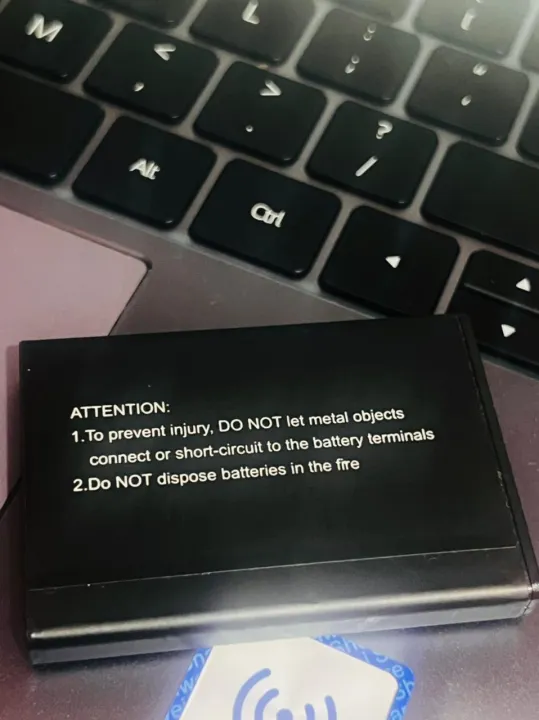 M L : ;
< , > . ? /
Alt Ctrl
ATTENTION:
1.To prevent injury, DO NOT let metal objects
connect or short-circuit to the battery terminals
2.Do NOT dispose batteries in the fire